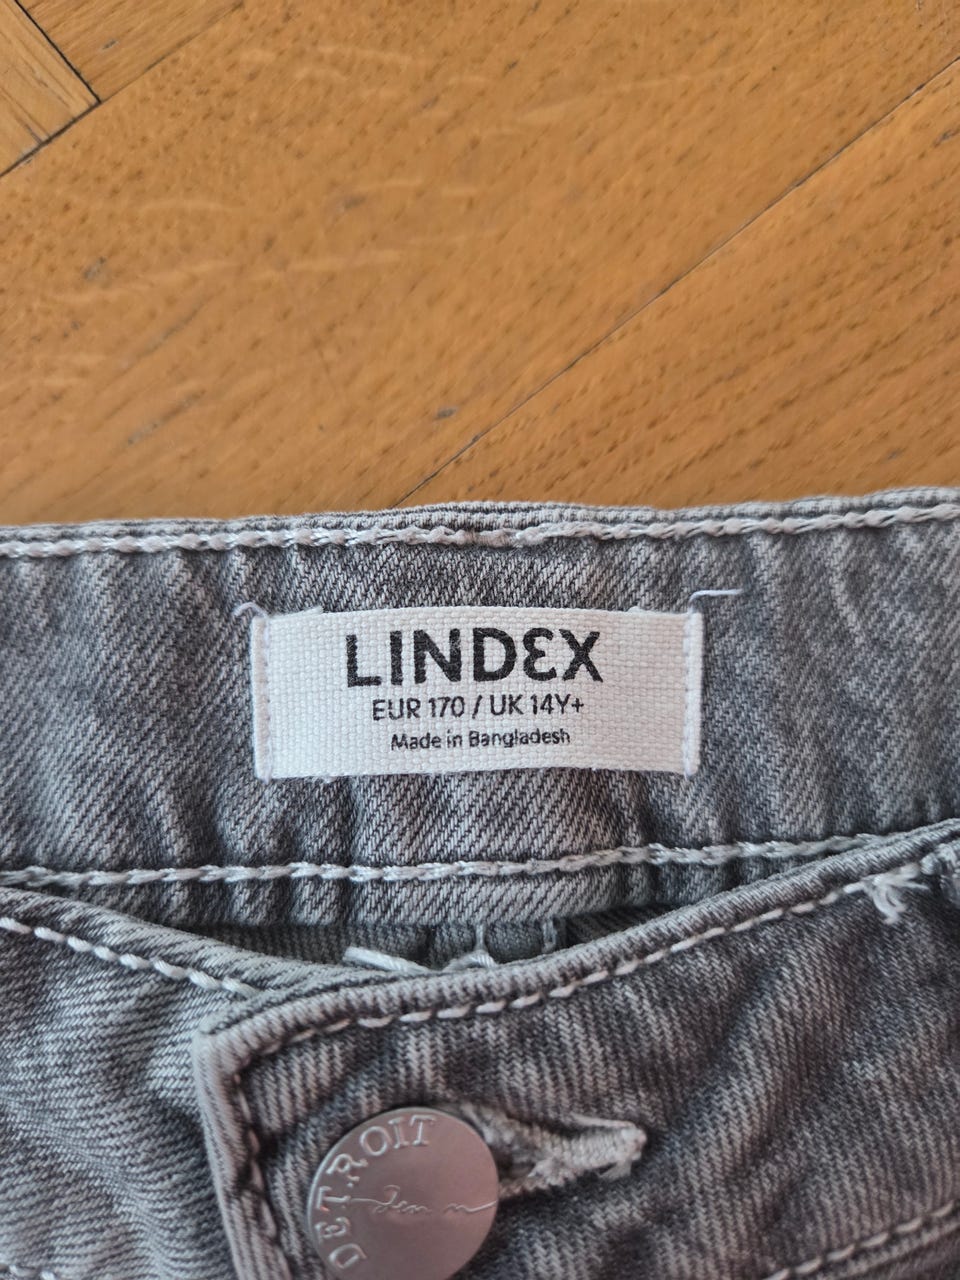 LINDEX
EUR 170 / UK 14Y+
Made in Bangladesh
DETROIT